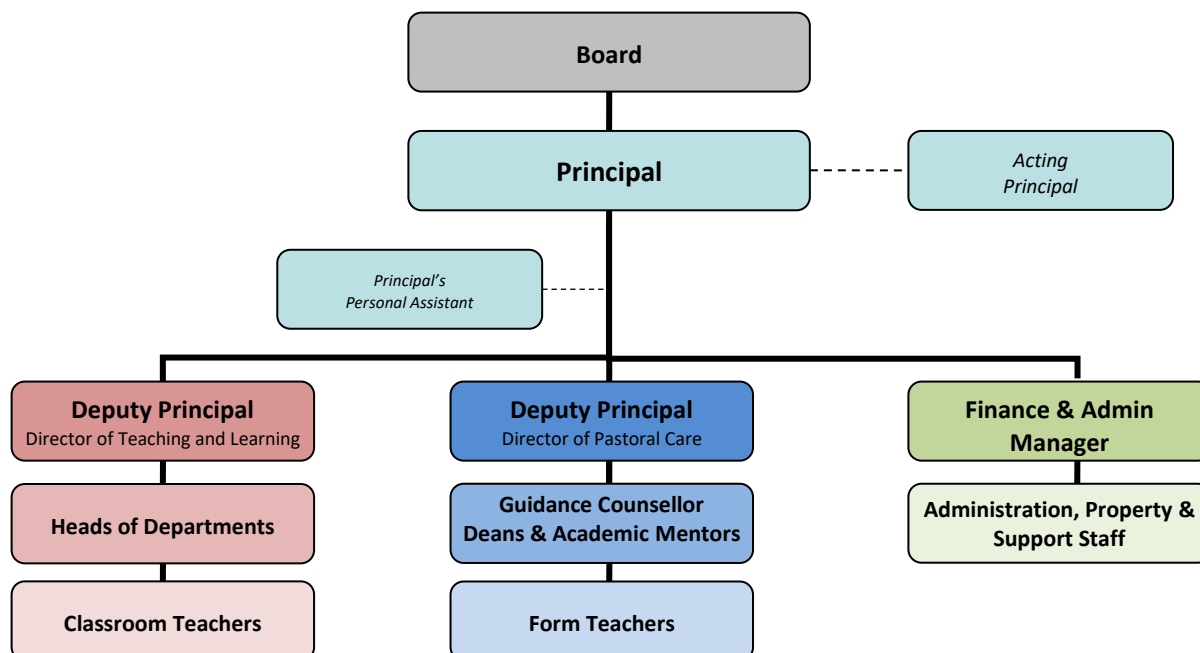 Board
Principal
Acting
Principal
Principal’s
Personal Assistant
Deputy Principal
Director of Teaching and Learning
Deputy Principal
Director of Pastoral Care
Finance & Admin
Manager
Heads of Departments
Guidance Counsellor
Deans & Academic Mentors
Administration, Property &
Support Staff
Classroom Teachers
Form Teachers